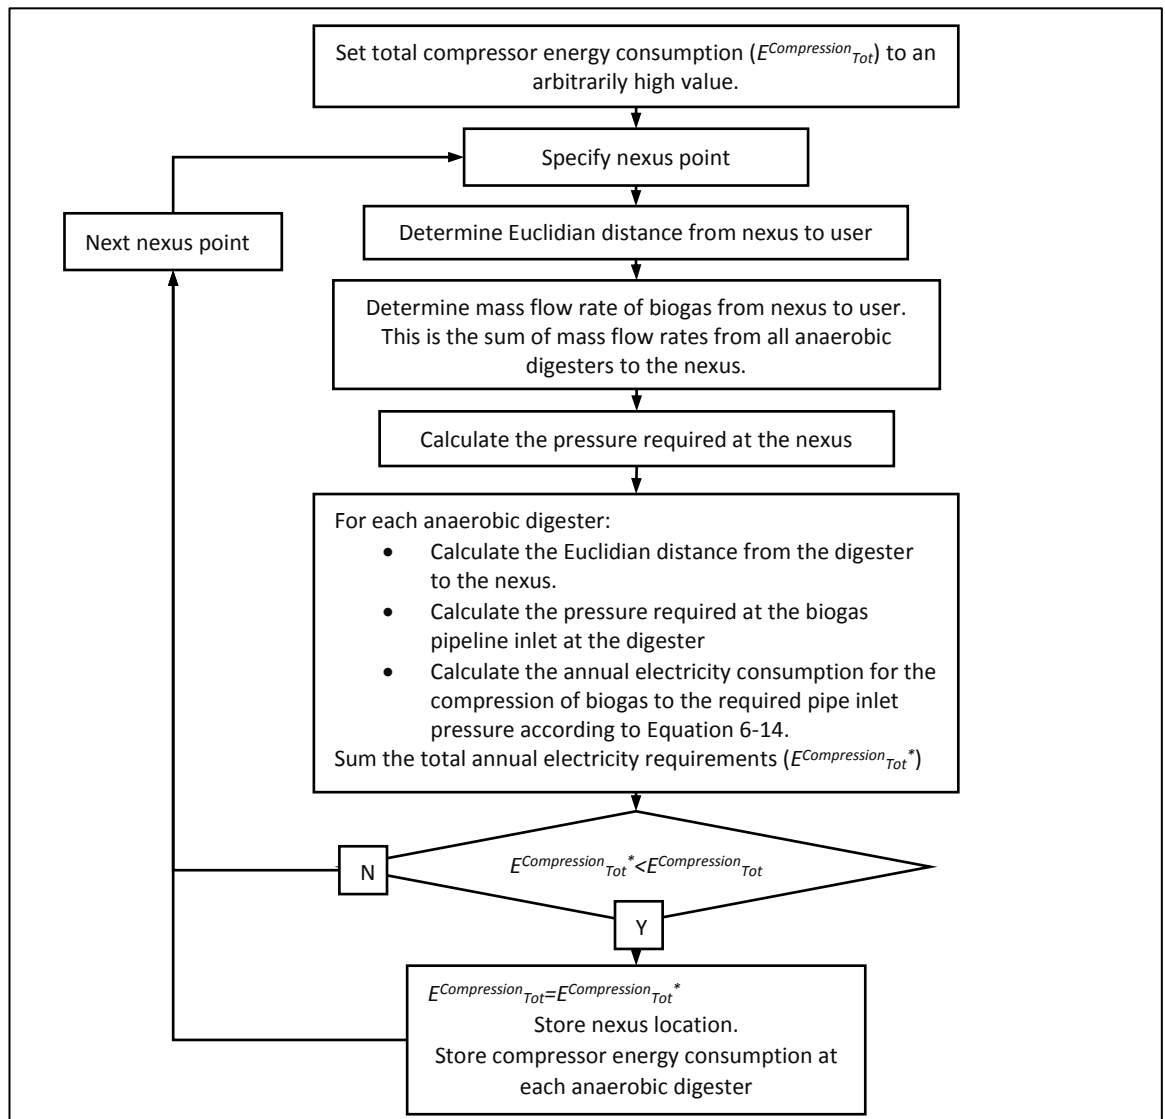 Set total compressor energy consumption (E^Compression_Tot) to an
arbitrarily high value.
Specify nexus point
Next nexus point
Determine Euclidian distance from nexus to user
Determine mass flow rate of biogas from nexus to user.
This is the sum of mass flow rates from all anaerobic
digesters to the nexus.
Calculate the pressure required at the nexus
For each anaerobic digester:
• Calculate the Euclidian distance from the digester
to the nexus.
• Calculate the pressure required at the biogas
pipeline inlet at the digester
• Calculate the annual electricity consumption for the
compression of biogas to the required pipe inlet
pressure according to Equation 6-14.
Sum the total annual electricity requirements (E^Compression_Tot^*)
N
E^Compression_Tot^*<E^Compression_Tot
Y
E^Compression_Tot=E^Compression_Tot^*
Store nexus location.
Store compressor energy consumption at
each anaerobic digester